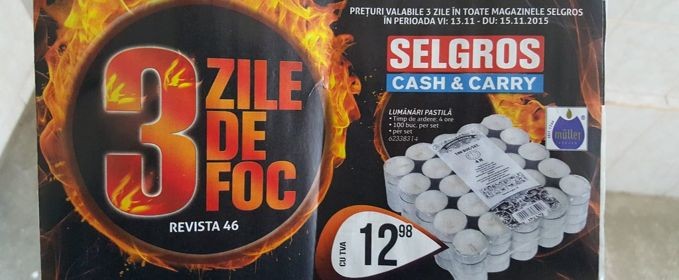 PREȚURI VALABILE 3 ZILE ÎN TOATE MAGAZINELE SELGROS
ÎN PERIOADA VI: 13.11 - DU: 15.11.2015
3 ZILE
DE
FOC
REVISTA 46
SELGROS
CASH & CARRY
LUMÂNĂRI PASTILĂ
• Timp de ardere: 4 ore
• 100 buc. per set
• per set
62338314
müller
CU TVA
12 98